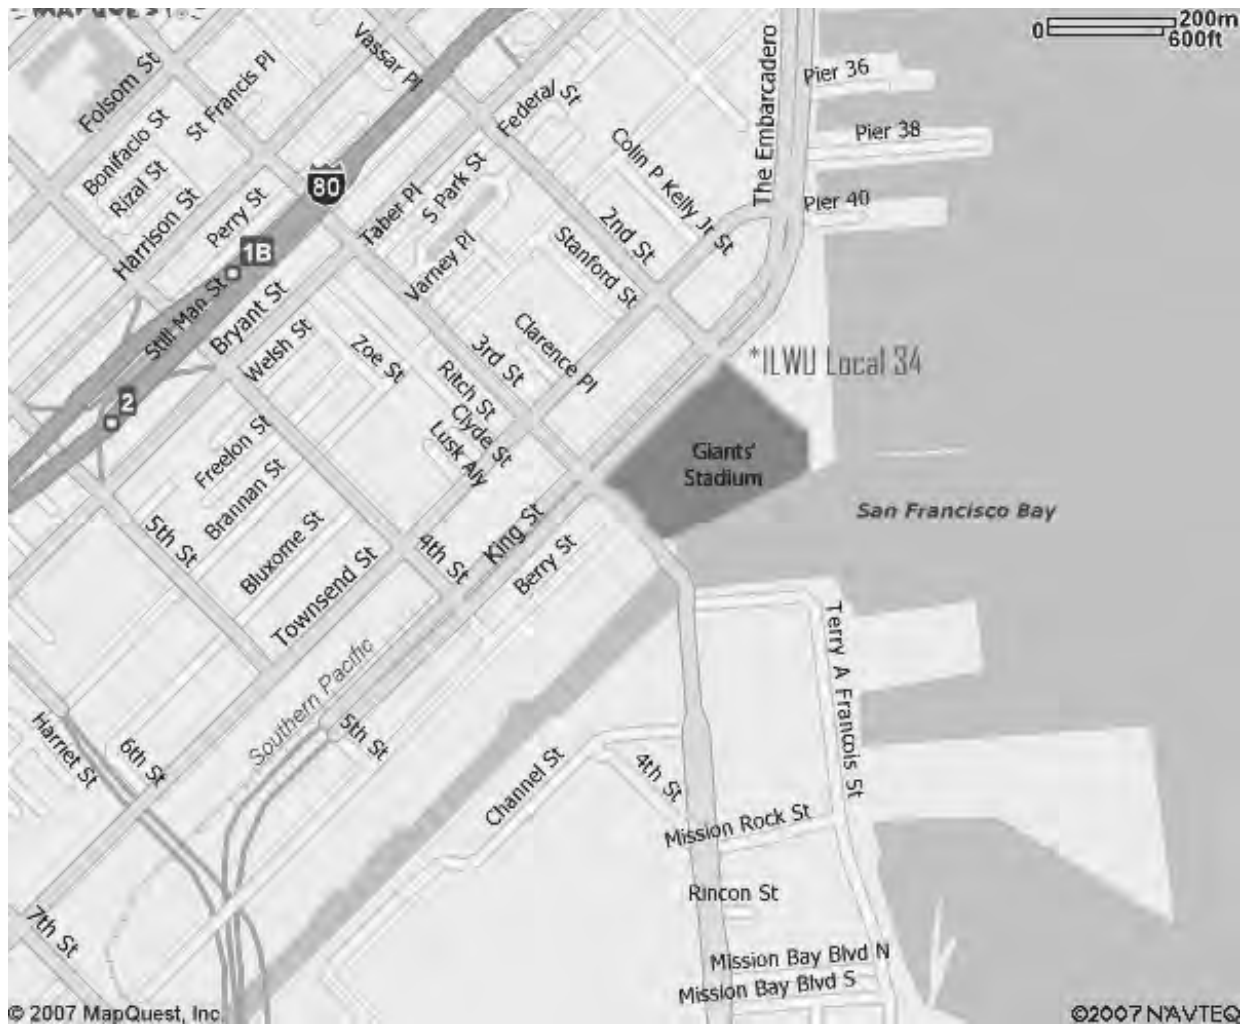 MAPQUEST
0 200m
600ft
Vassar Pl
The Embarcadero
Pier 36
Folsom St
St Francis Pl
Federal St
Pier 38
Bonifacio St
Colin P Kelly Jr St
Rizal St
80
Taber Pl
S Park St
Pier 40
Harrison St
Perry St
2nd St
1B
Varney Pl
Stanford St
Still Man St
Bryant St
Welsh St
Zoe St
3rd St
Clarence Pl
*ILWU Local 34
Ritch St
2
Clyde St
Lusk Aly
Freelon St
Giants'
Stadium
Brannan St
San Francisco Bay
5th St
Bluxome St
4th St
King St
Berry St
Townsend St
Terry A Francois St
Southern Pacific
Harriet St
6th St
5th St
Channel St
4th St
Mission Rock St
Rincon St
7th St
Mission Bay Blvd N
Mission Bay Blvd S
© 2007 MapQuest, Inc.
©2007 NAVTEQ